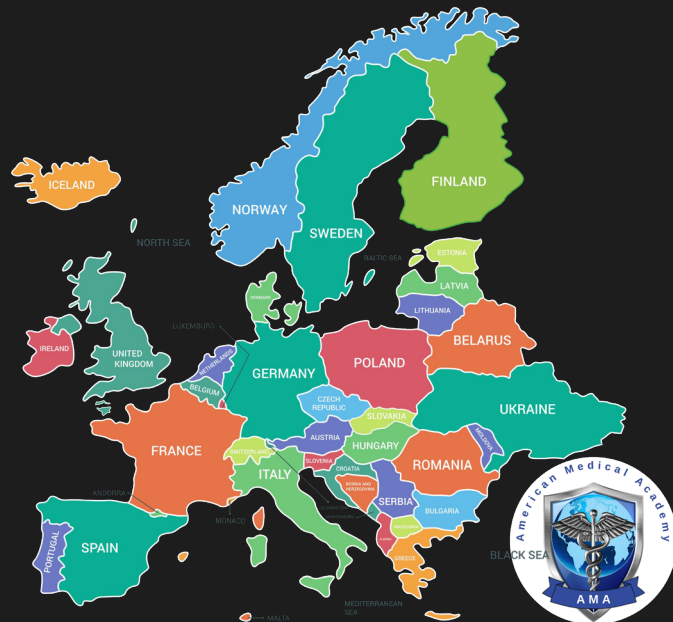 ICELAND
NORWAY
SWEDEN
FINLAND
NORTH SEA
BALTIC SEA
ESTONIA
LATVIA
LITHUANIA
DENMARK
LUXEMBURG
IRELAND
UNITED
KINGDOM
NETHERLANDS
BELGIUM
GERMANY
POLAND
BELARUS
UKRAINE
CZECH
REPUBLIC
SLOVAKIA
MOLDOVA
FRANCE
SWITZERLAND
AUSTRIA
HUNGARY
ROMANIA
SLOVENIA
CROATIA
BOSNIA AND
HERZEGOVINA
ITALY
SERBIA
BULGARIA
ANDORRA
MONACO
PORTUGAL
SPAIN
GREECE
BLACK SEA
MEDITERRANEAN
SEA
MALTA
American Medical Academy
AMA